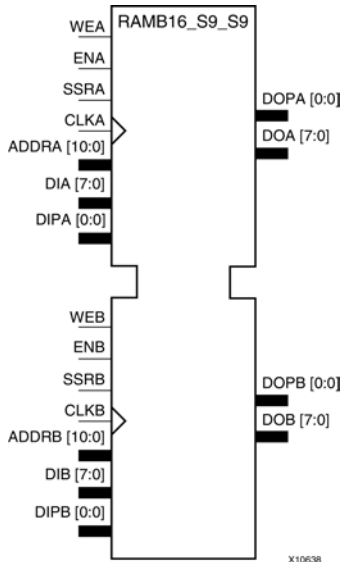 RAMB16_S9_S9
WEA
ENA
SSRA
CLKA
ADDRA [10:0]
DIA [7:0]
DIPA [0:0]
DOPA [0:0]
DOA [7:0]
WEB
ENB
SSRB
CLKB
ADDRB [10:0]
DIB [7:0]
DIPB [0:0]
DOPB [0:0]
DOB [7:0]
X10638